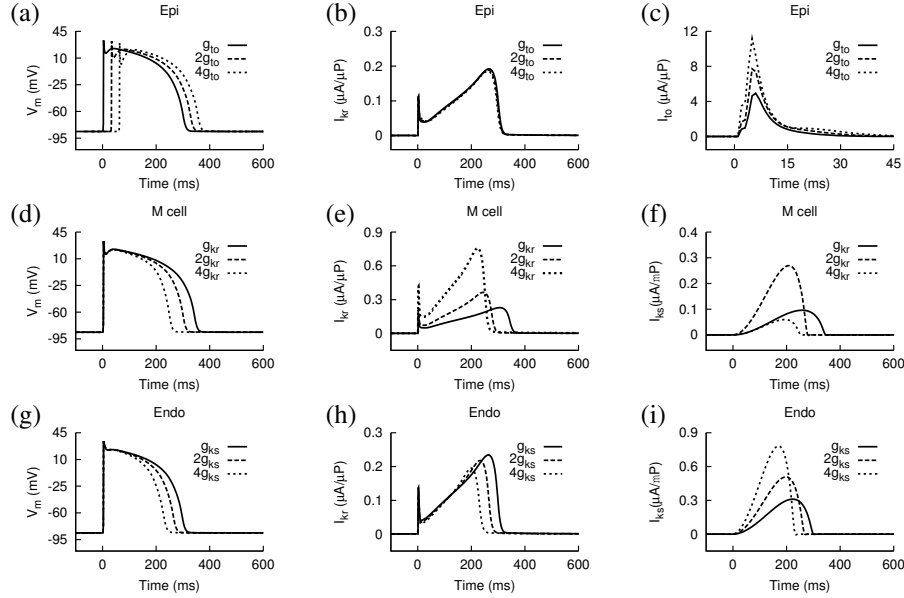 (a)
Epi
45
10
-25
-60
-95
V_m (mV)
g_to
2g_to
4g_to
0 200 400 600
Time (ms)
(b)
Epi
0.3
0.2
0.1
0
I_kr (μA/μP)
g_to
2g_to
4g_to
0 200 400 600
Time (ms)
(c)
Epi
12
8
4
0
I_to (μA/μP)
g_to
2g_to
4g_to
0 15 30 45
Time (ms)
(d)
M cell
45
10
-25
-60
-95
V_m (mV)
g_kr
2g_kr
4g_kr
0 200 400 600
Time (ms)
(e)
M cell
0.9
0.6
0.3
0
I_kr (μA/μP)
g_kr
2g_kr
4g_kr
0 200 400 600
Time (ms)
(f)
M cell
0.4
0.3
0.2
0.1
0
I_ks(μA/mP)
g_kr
2g_kr
4g_kr
0 200 400 600
Time (ms)
(g)
Endo
45
10
-25
-60
-95
V_m (mV)
g_ks
2g_ks
4g_ks
0 200 400 600
Time (ms)
(h)
Endo
0.3
0.2
0.1
0
I_kr (μA/μP)
g_ks
2g_ks
4g_ks
0 200 400 600
Time (ms)
(i)
Endo
0.9
0.6
0.3
0
I_ks(μA/mP)
g_ks
2g_ks
4g_ks
0 200 400 600
Time (ms)